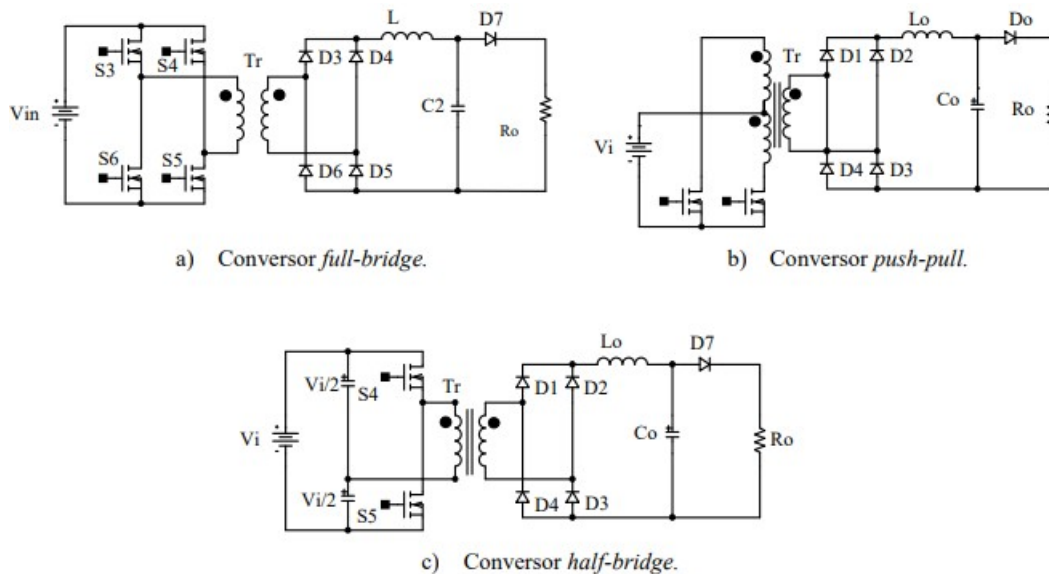 L D7
S3 S4 Tr D3 D4
Vin C2 Ro
S6 S5 D6 D5
a) Conversor full-bridge.
Lo Do
Tr D1 D2
Vi Co Ro
D4 D3
b) Conversor push-pull.
Lo D7
Vi/2 S4 Tr D1 D2
Vi Co Ro
Vi/2 S5 D4 D3
c) Conversor half-bridge.